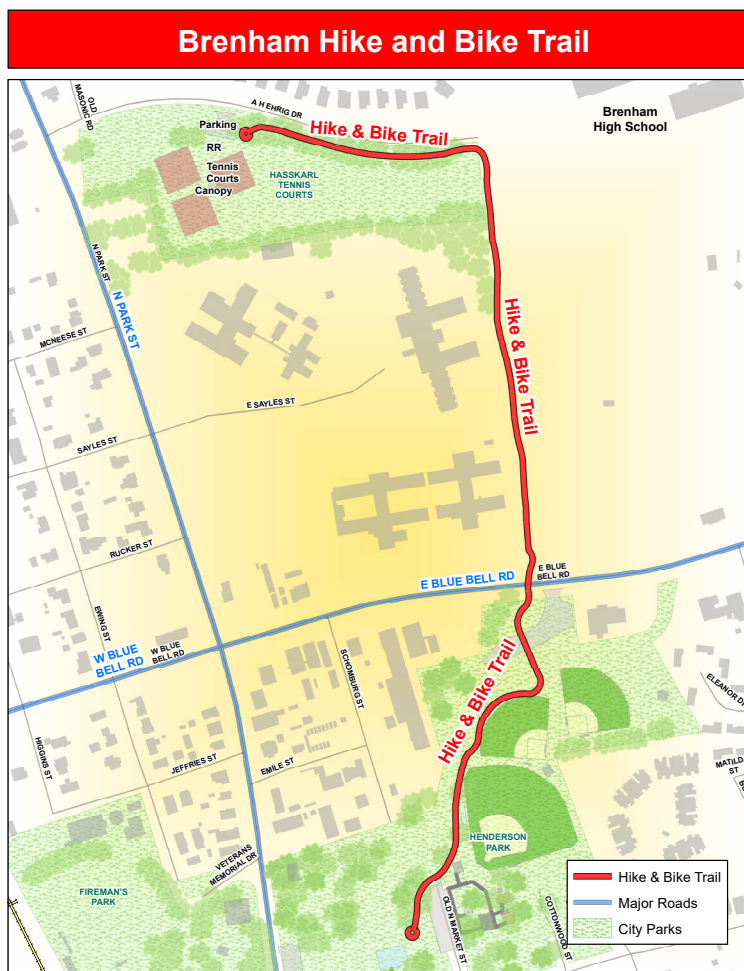 Brenham Hike and Bike Trail
OLD
MASONIC RD
A H EHRIG DR
Parking
Hike & Bike Trail
Brenham
High School
RR
Tennis
Courts
Canopy
HASSKARL
TENNIS
COURTS
N PARK ST
N PARK ST
MCNEESE ST
Hike & Bike Trail
E SAYLES ST
SAYLES ST
RUCKER ST
E BLUE BELL RD
E BLUE
BELL RD
EWING ST
W BLUE
BELL RD
W BLUE
BELL RD
SCHOMBURG ST
Hike & Bike Trail
ELEANOR DR
HIGGINS ST
JEFFRIES ST
EMILE ST
MATILD
ST
HENDERSON
PARK
VETERANS
MEMORIAL DR
FIREMAN'S
PARK
OLD N MARKET ST
COTTONWOOD ST
Hike & Bike Trail
Major Roads
City Parks